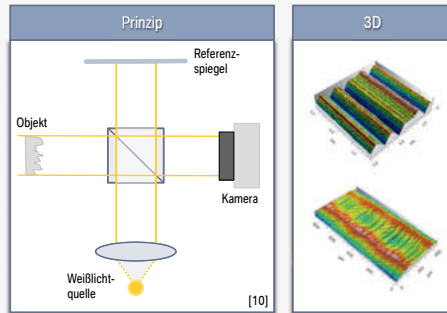 Prinzip
3D
Referenz-
spiegel
Objekt
Kamera
Weißlicht-
quelle
[10]